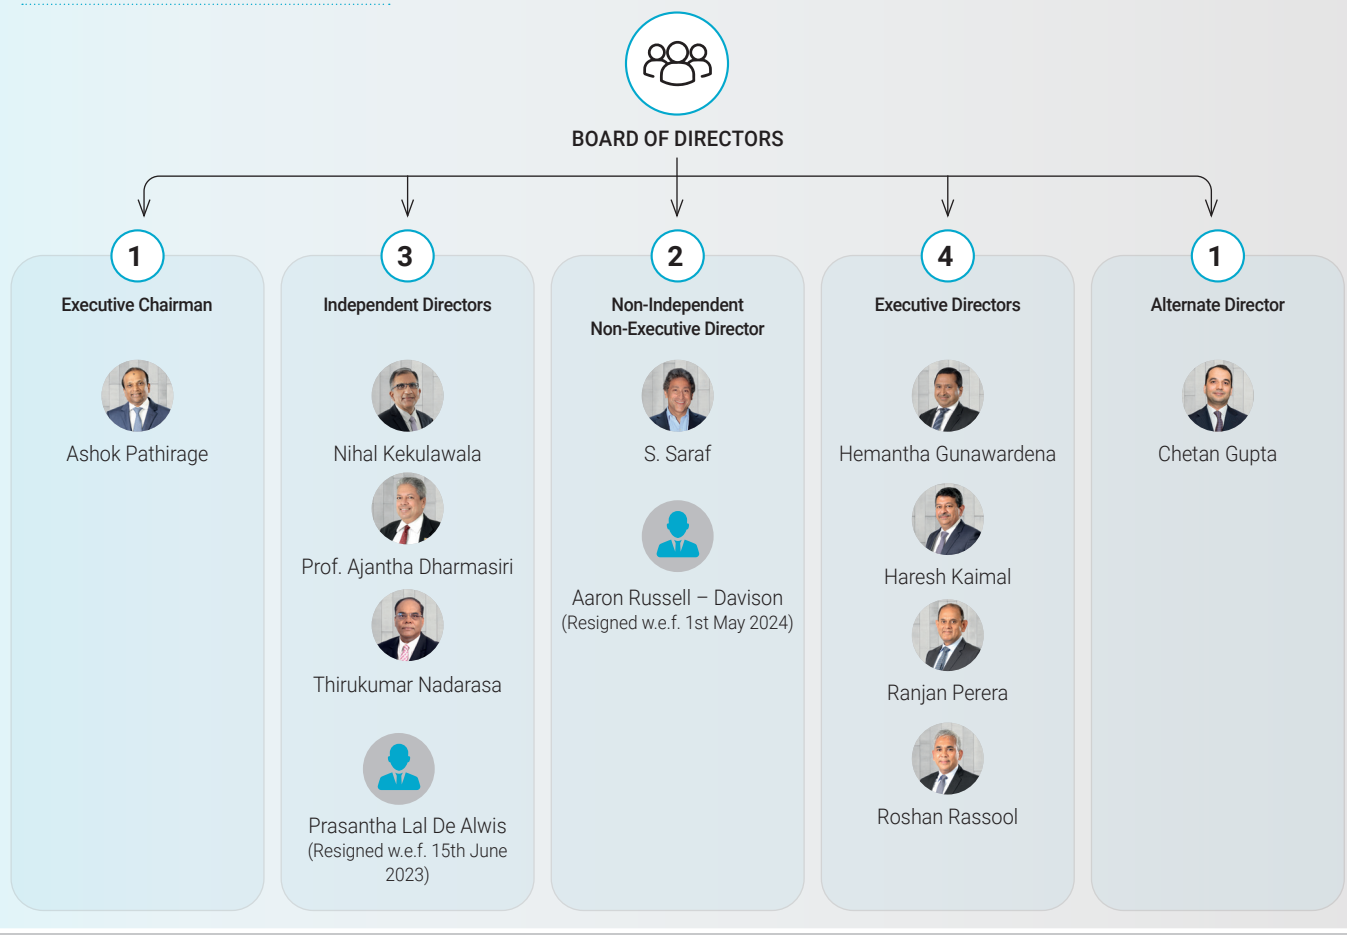 BOARD OF DIRECTORS
1
Executive Chairman
Ashok Pathirage
3
Independent Directors
Nihal Kekulawala
Prof. Ajantha Dharmasiri
Thirukumar Nadarasa
Prasantha Lal De Alwis
(Resigned w.e.f. 15th June
2023)
2
Non-Independent
Non-Executive Director
S. Saraf
Aaron Russell – Davison
(Resigned w.e.f. 1st May 2024)
4
Executive Directors
Hemantha Gunawardena
Haresh Kaimal
Ranjan Perera
Roshan Rassool
1
Alternate Director
Chetan Gupta